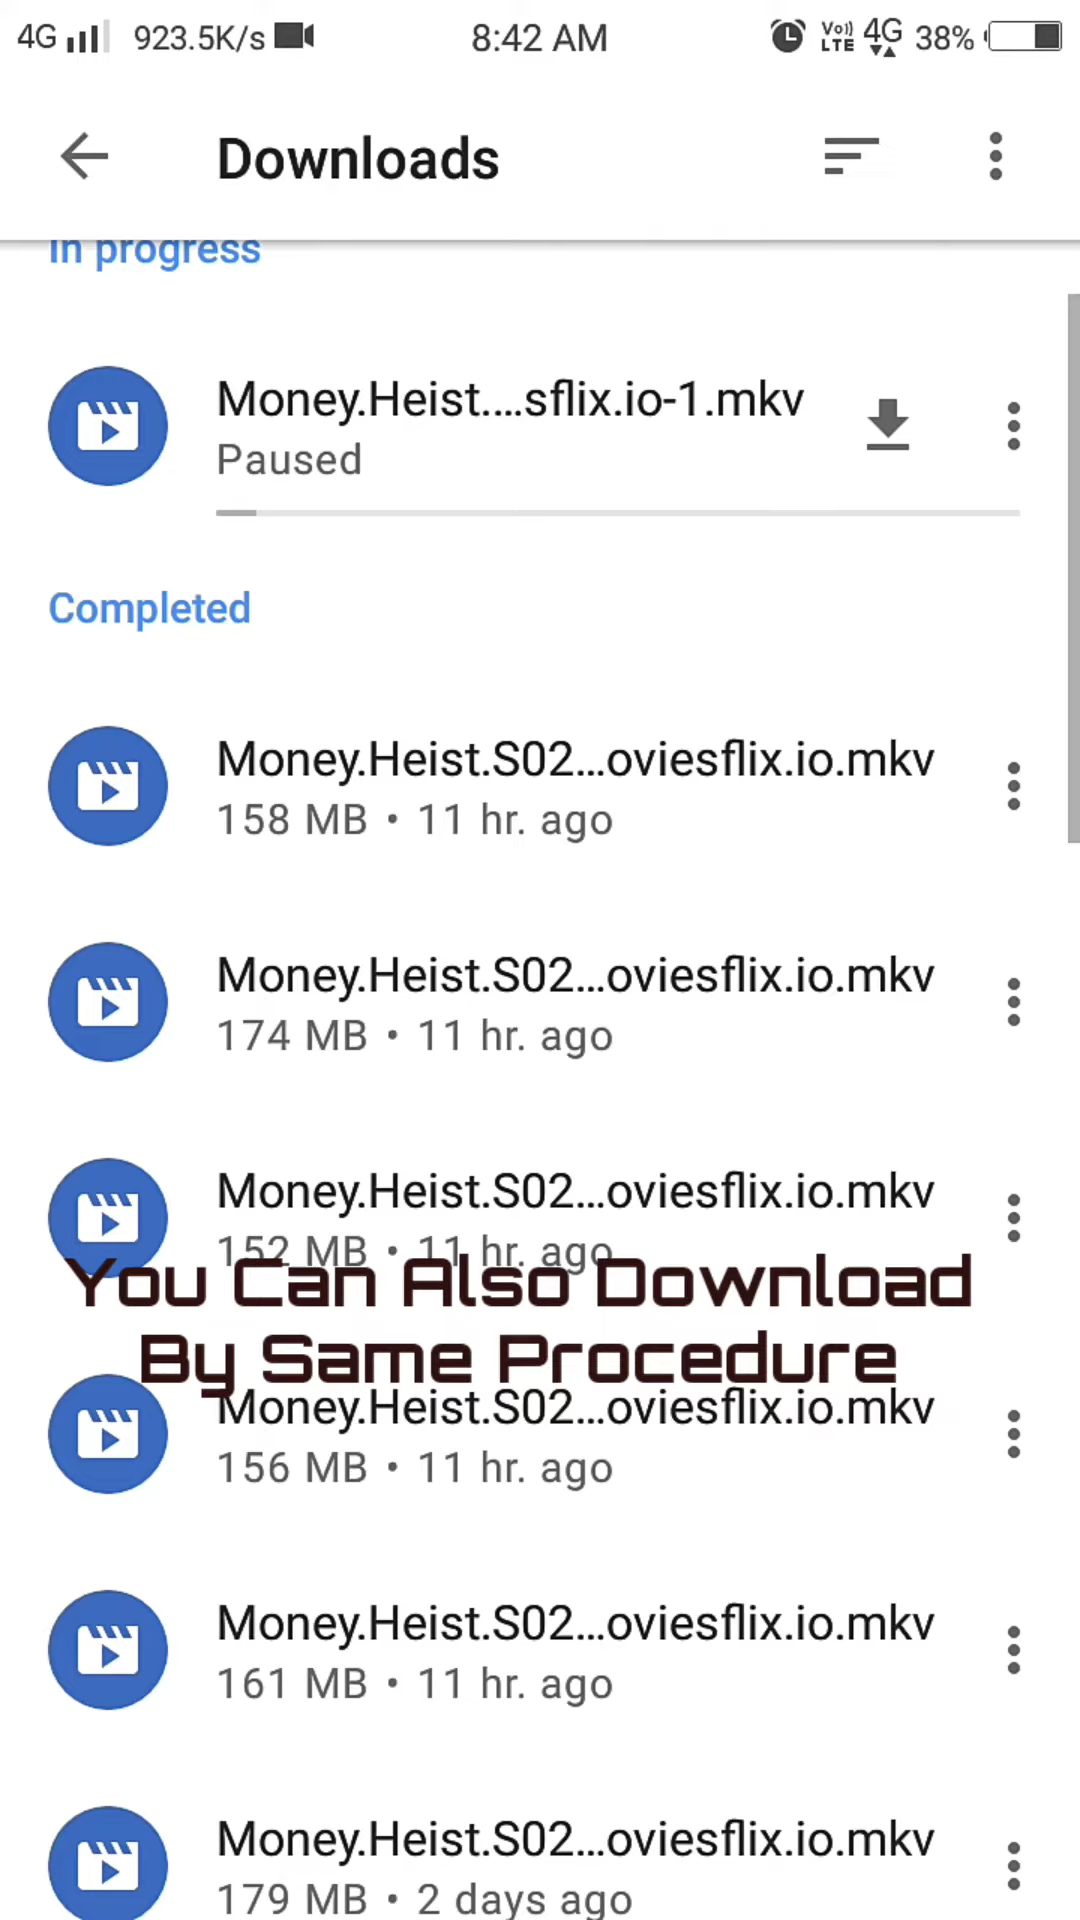 4G 923.5K/s 8:42 AM Vo)) LTE 4G 38%
Downloads
In progress
Money.Heist....sflix.io-1.mkv
Paused
Completed
Money.Heist.S02...oviesflix.io.mkv
158 MB • 11 hr. ago
Money.Heist.S02...oviesflix.io.mkv
174 MB • 11 hr. ago
Money.Heist.S02...oviesflix.io.mkv
152 MB • 11 hr. ago
You Can Also Download
By Same Procedure
Money.Heist.S02...oviesflix.io.mkv
156 MB • 11 hr. ago
Money.Heist.S02...oviesflix.io.mkv
161 MB • 11 hr. ago
Money.Heist.S02...oviesflix.io.mkv
179 MB • 2 days ago